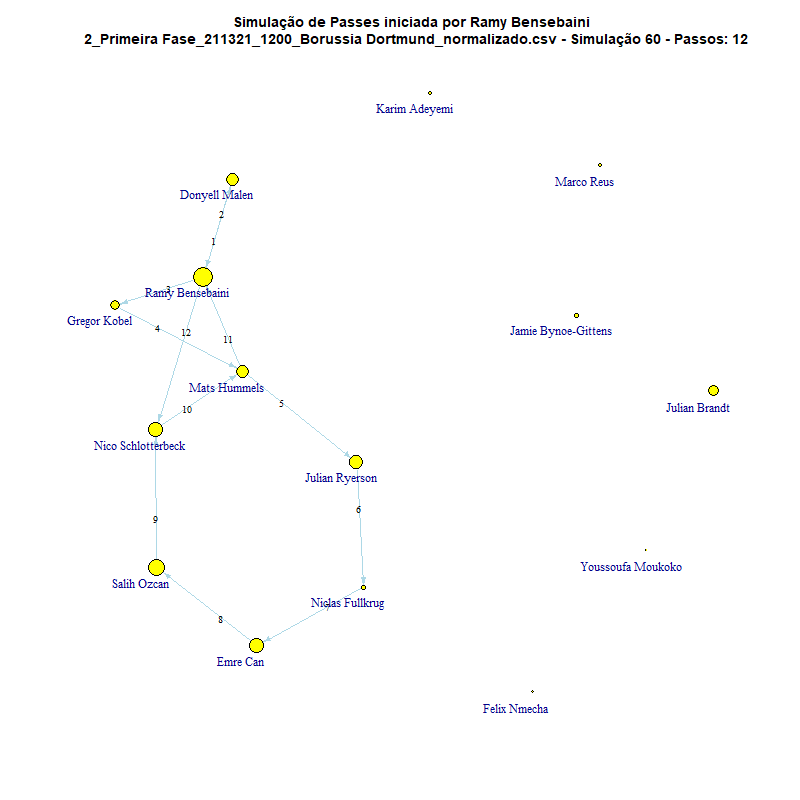 Simulação de Passes iniciada por Ramy Bensebaini
2_Primeira Fase_211321_1200_Borussia Dortmund_normalizado.csv - Simulação 60 - Passos: 12
Karim Adeyemi
Marco Reus
Donyell Malen
2
1
3
Ramy Bensebaini
Gregor Kobel
4
12
11
Jamie Bynoe-Gittens
Mats Hummels
5
10
Julian Brandt
Nico Schlotterbeck
Julian Ryerson
6
9
Youssoufa Moukoko
Salih Ozcan
Niclas Fullkrug
8
Emre Can
Felix Nmecha